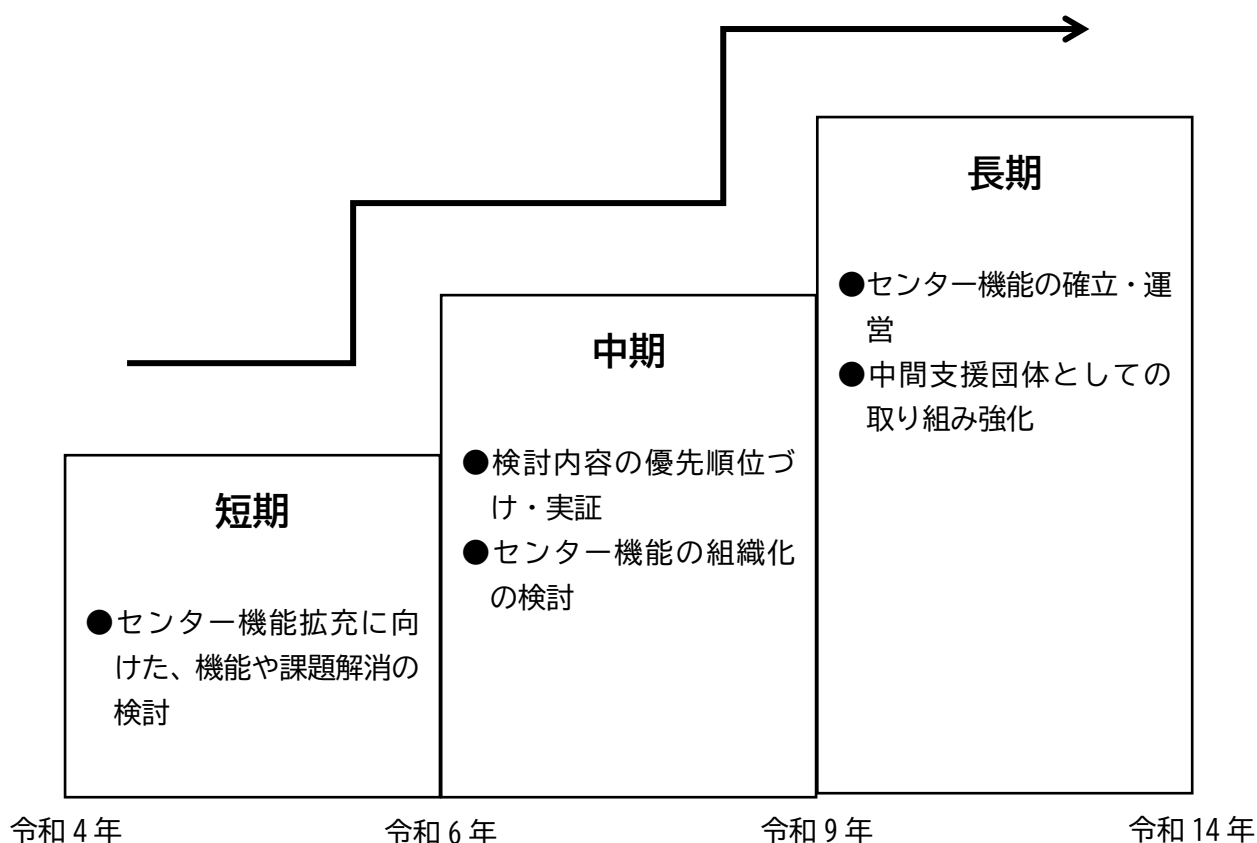 長期
●センター機能の確立・運
営
●中間支援団体としての
取り組み強化
中期
●検討内容の優先順位づ
け・実証
●センター機能の組織化
の検討
短期
●センター機能拡充に向
けた、機能や課題解消の
検討
令和4年
令和6年
令和9年
令和14年